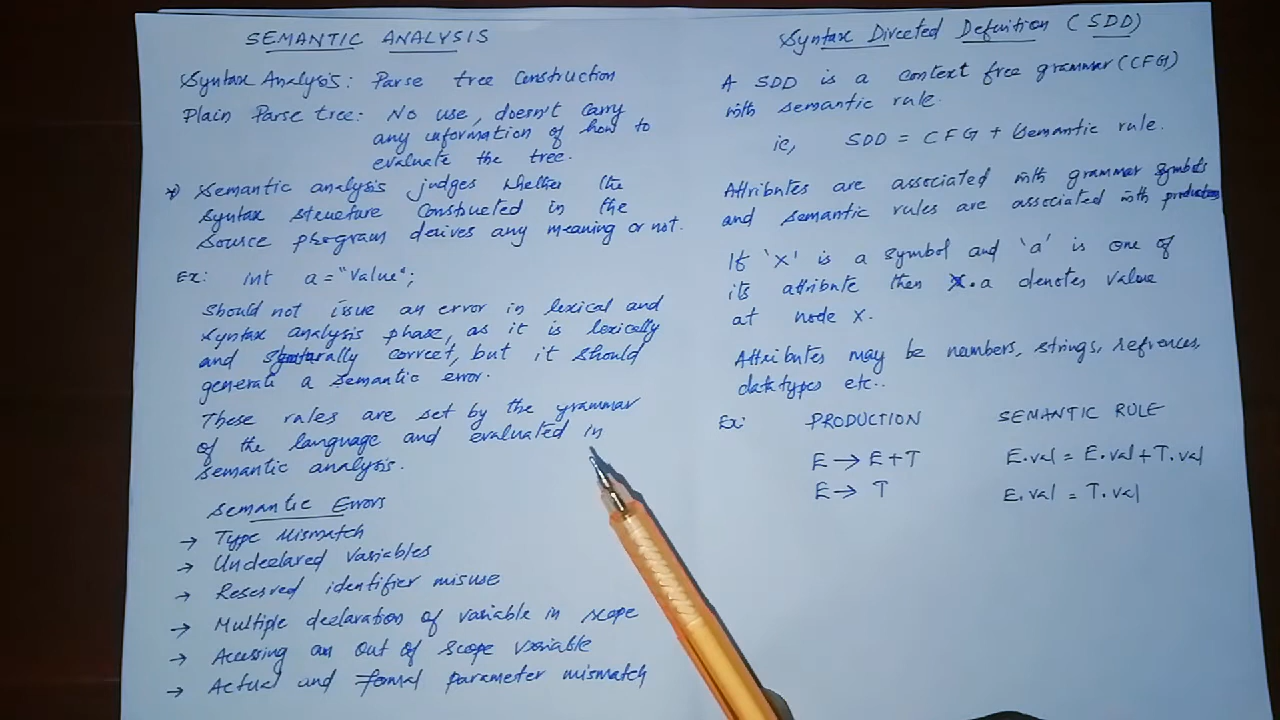 SEMANTIC ANALYSIS
Syntax Analysis: Parse tree Construction
Plain Parse tree: No use, doesn't carry
any information of how to
evaluate the tree.
* Semantic analysis judges whether the
syntax structure constructed in the
source program derives any meaning or not.
Ex: int a = "Value";
Should not issue an error in lexical and
syntax analysis phase, as it is lexically
and structurally correct, but it should
generate a semantic error.
These rules are set by the grammar
of the language and evaluated in
semantic analysis.
Semantic Errors
→ Type Mismatch
→ Undeclared Variables
→ Reserved identifier misuse
→ Multiple declaration of variable in scope
→ Accessing an out of scope variable
→ Actual and formal parameter mismatch
Syntax Directed Definition (SDD)
A SDD is a context free grammar (CFG)
with semantic rule.
ie, SDD = CFG + Semantic rule.
Attributes are associated with grammar symbols
and semantic rules are associated with productions
If 'X' is a symbol and 'a' is one of
its attribute then X.a denotes value
at node X.
Attributes may be numbers, strings, refrences,
datatypes etc..
Ex: PRODUCTION SEMANTIC RULE
E → E+T E.val = E.val + T.val
E → T E.val = T.val